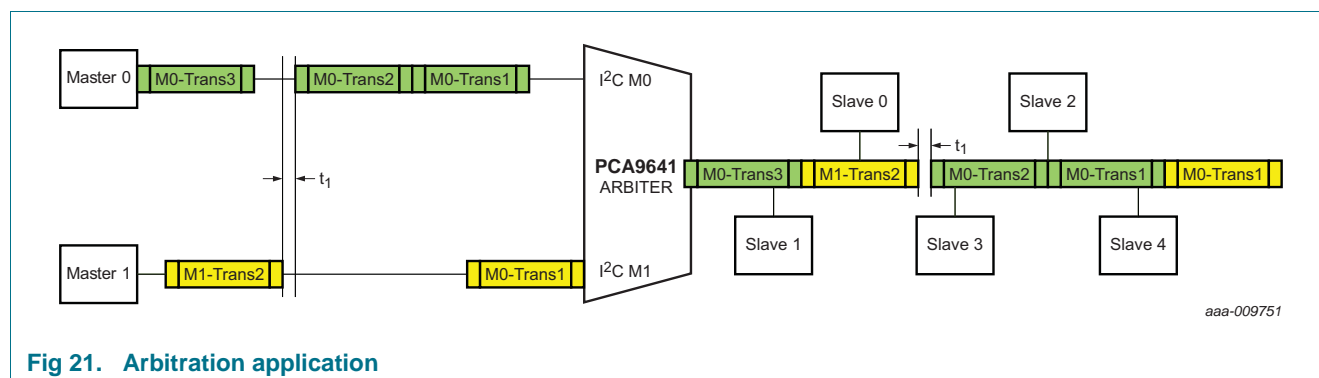 Master 0
M0-Trans3
M0-Trans2
M0-Trans1
I2C M0
t1
PCA9641
ARBITER
Master 1
M1-Trans2
M0-Trans1
I2C M1
Slave 0
Slave 2
t1
M0-Trans3
M1-Trans2
M0-Trans2
M0-Trans1
M0-Trans1
Slave 1
Slave 3
Slave 4
aaa-009751
Fig 21. Arbitration application